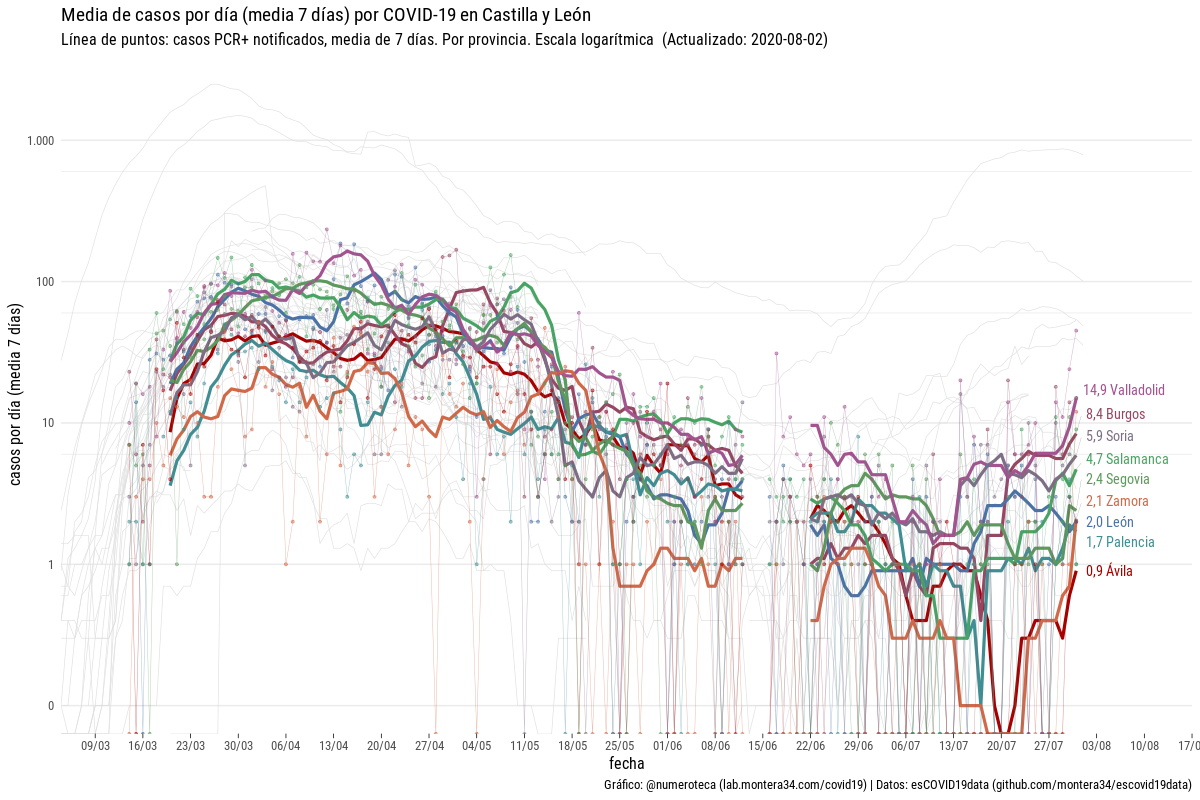 Media de casos por día (media 7 días) por COVID-19 en Castilla y León
Línea de puntos: casos PCR+ notificados, media de 7 días. Por provincia. Escala logarítmica (Actualizado: 2020-08-02)
casos por día (media 7 días)
1.000
100
10
1
0
14,9 Valladolid
8,4 Burgos
5,9 Soria
4,7 Salamanca
2,4 Segovia
2,1 Zamora
2,0 León
1,7 Palencia
0,9 Ávila
09/03 16/03 23/03 30/03 06/04 13/04 20/04 27/04 04/05 11/05 18/05 25/05 01/06 08/06 15/06 22/06 29/06 06/07 13/07 20/07 27/07 03/08 10/08 17/0
fecha
Gráfico: @numeroteca (lab.montera34.com/covid19) | Datos: esCOVID19data (github.com/montera34/escovid19data)